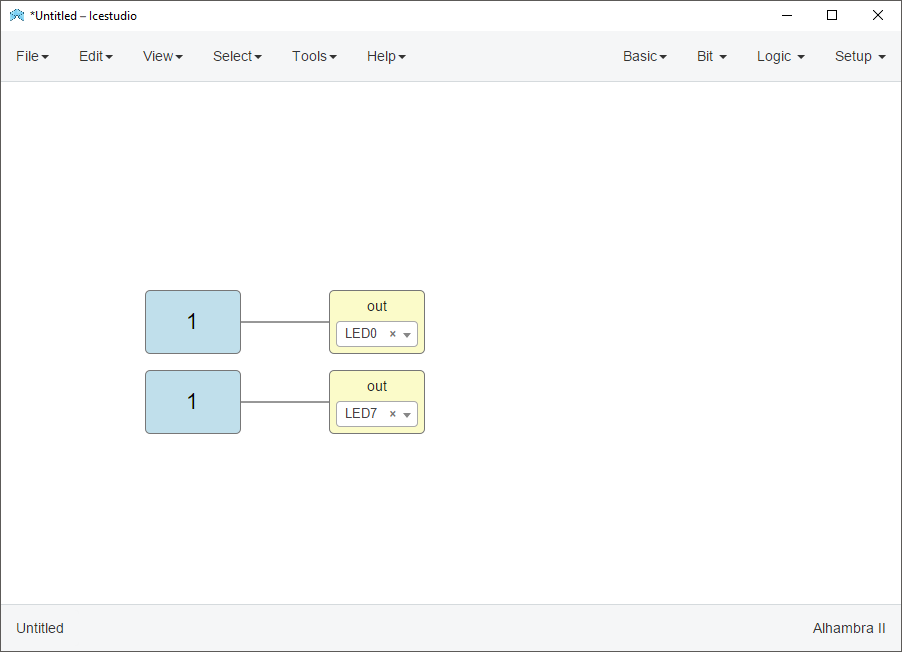 *Untitled – Icestudio
File Edit View Select Tools Help Basic Bit Logic Setup
1
out
LED0 ×
1
out
LED7 ×
Untitled Alhambra II